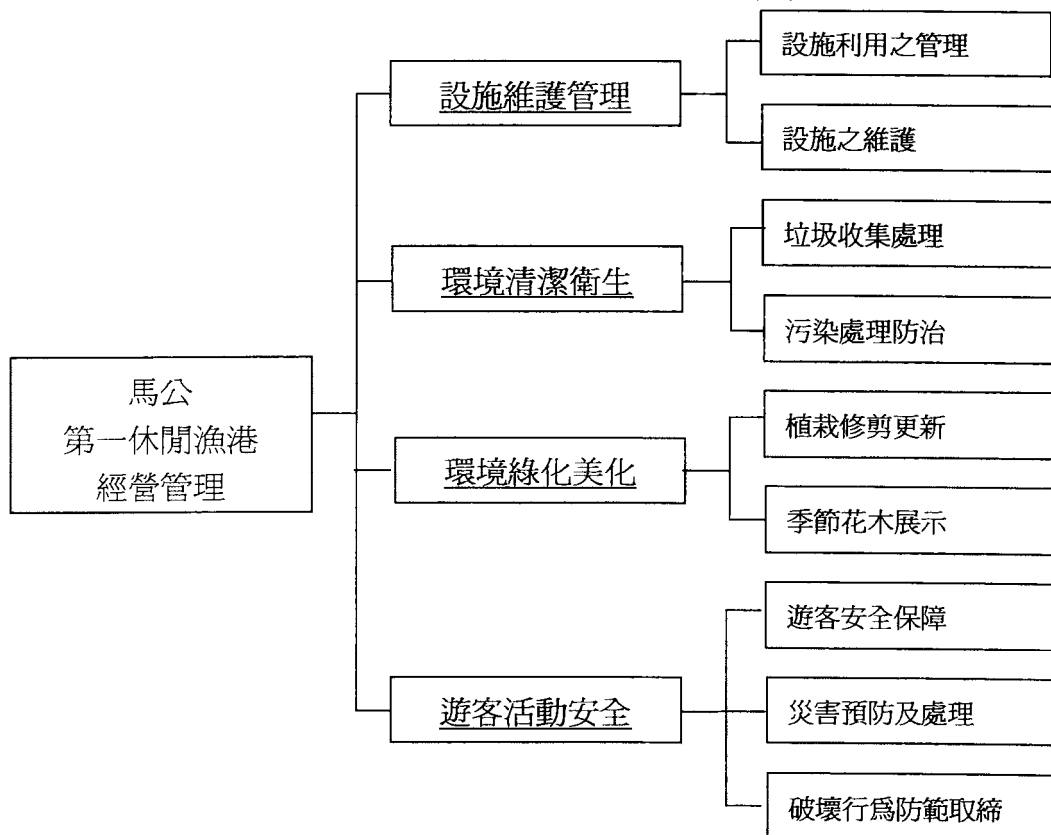 馬公
第一休閒漁港
經營管理
設施維護管理
設施利用之管理
設施之維護
環境清潔衛生
垃圾收集處理
污染處理防治
環境綠化美化
植栽修剪更新
季節花木展示
遊客活動安全
遊客安全保障
災害預防及處理
破壞行爲防範取締